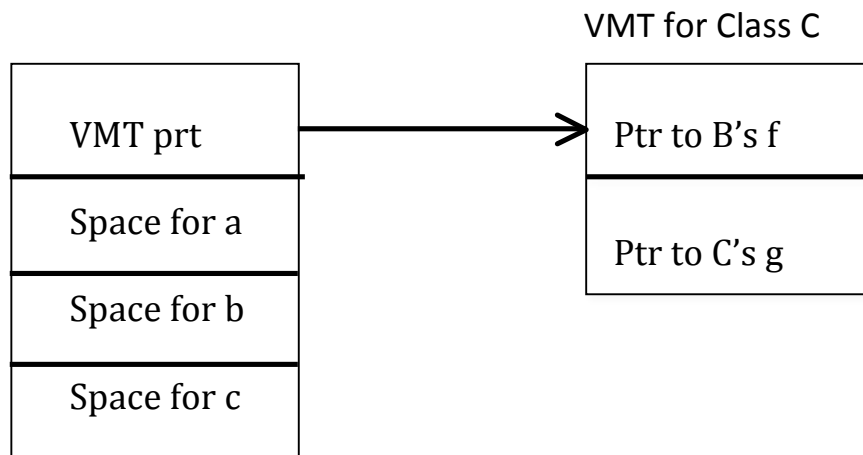 VMT for Class C
VMT prt
Ptr to B’s f
Space for a
Ptr to C’s g
Space for b
Space for c